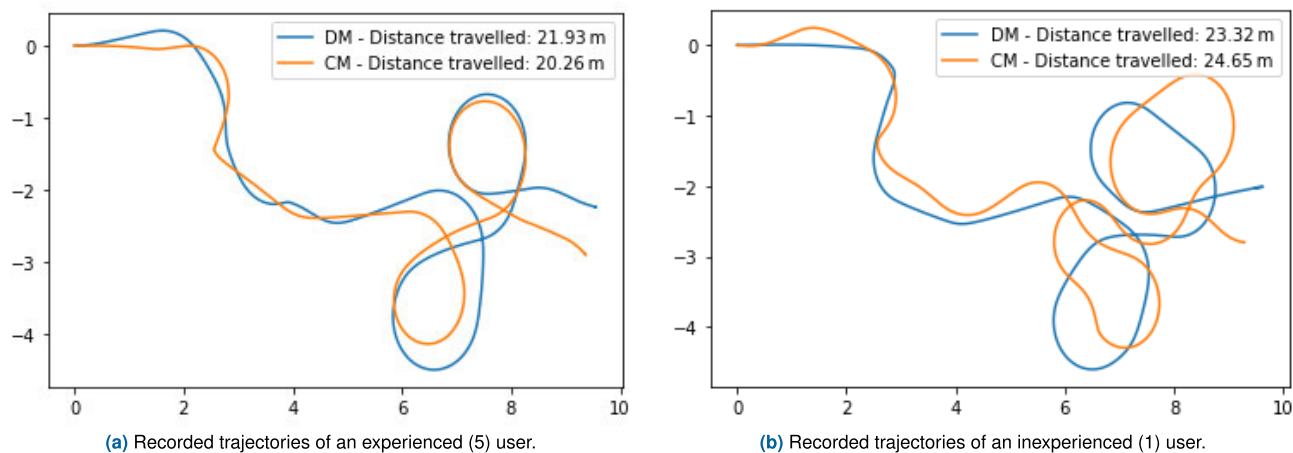 DM - Distance travelled: 21.93 m
CM - Distance travelled: 20.26 m
0
−1
−2
−3
−4
0 2 4 6 8 10
(a) Recorded trajectories of an experienced (5) user.
DM - Distance travelled: 23.32 m
CM - Distance travelled: 24.65 m
0
−1
−2
−3
−4
0 2 4 6 8 10
(b) Recorded trajectories of an inexperienced (1) user.